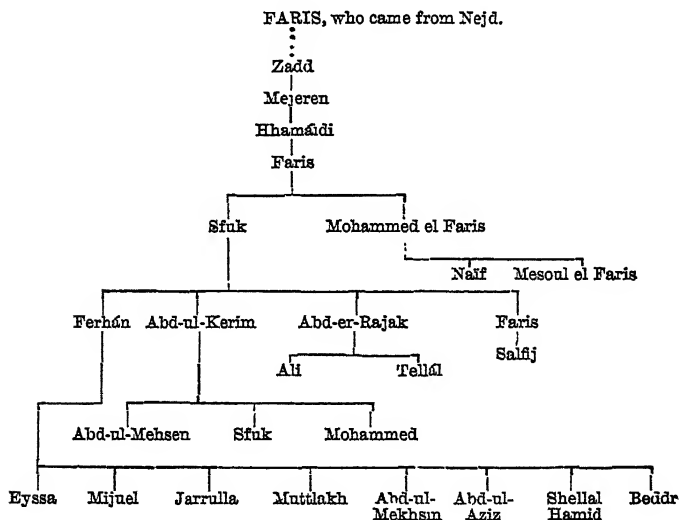 FARIS, who came from Nejd.
Zadd
Mejeren
Hhamáidi
Faris
Sfuk Mohammed el Faris
Naïf Mesoul el Faris
Ferhán Abd-ul-Kerim Abd-er-Rajak Faris
Salfij
Ali Tellál
Abd-ul-Mehsen Sfuk Mohammed
Eyssa Mijuel Jarrulla Muttlakh Abd-ul- Abd-ul- Shellal Beddr
Mekhsin Aziz Hamid